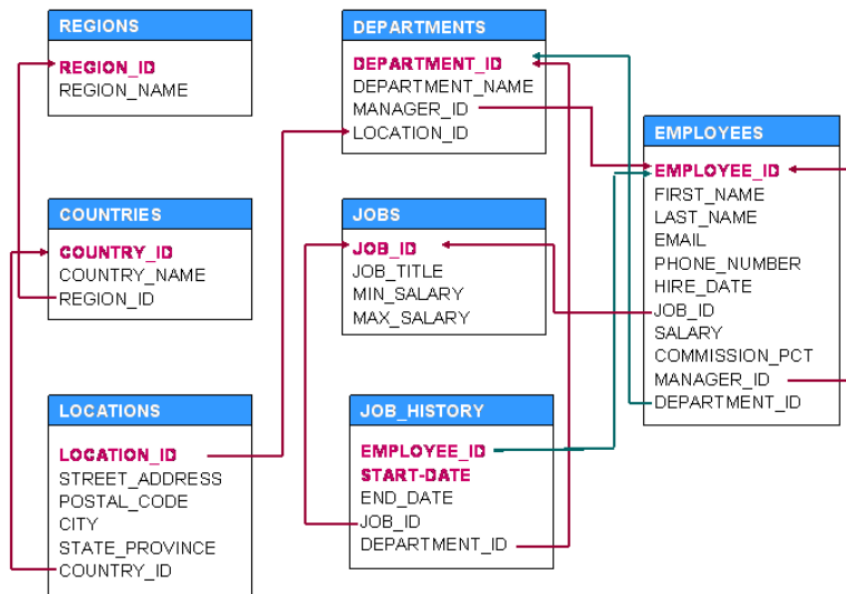 REGIONS
REGION_ID
REGION_NAME
DEPARTMENTS
DEPARTMENT_ID
DEPARTMENT_NAME
MANAGER_ID
LOCATION_ID
EMPLOYEES
EMPLOYEE_ID
FIRST_NAME
LAST_NAME
EMAIL
PHONE_NUMBER
HIRE_DATE
JOB_ID
SALARY
COMMISSION_PCT
MANAGER_ID
DEPARTMENT_ID
COUNTRIES
COUNTRY_ID
COUNTRY_NAME
REGION_ID
JOBS
JOB_ID
JOB_TITLE
MIN_SALARY
MAX_SALARY
LOCATIONS
LOCATION_ID
STREET_ADDRESS
POSTAL_CODE
CITY
STATE_PROVINCE
COUNTRY_ID
JOB_HISTORY
EMPLOYEE_ID
START-DATE
END_DATE
JOB_ID
DEPARTMENT_ID